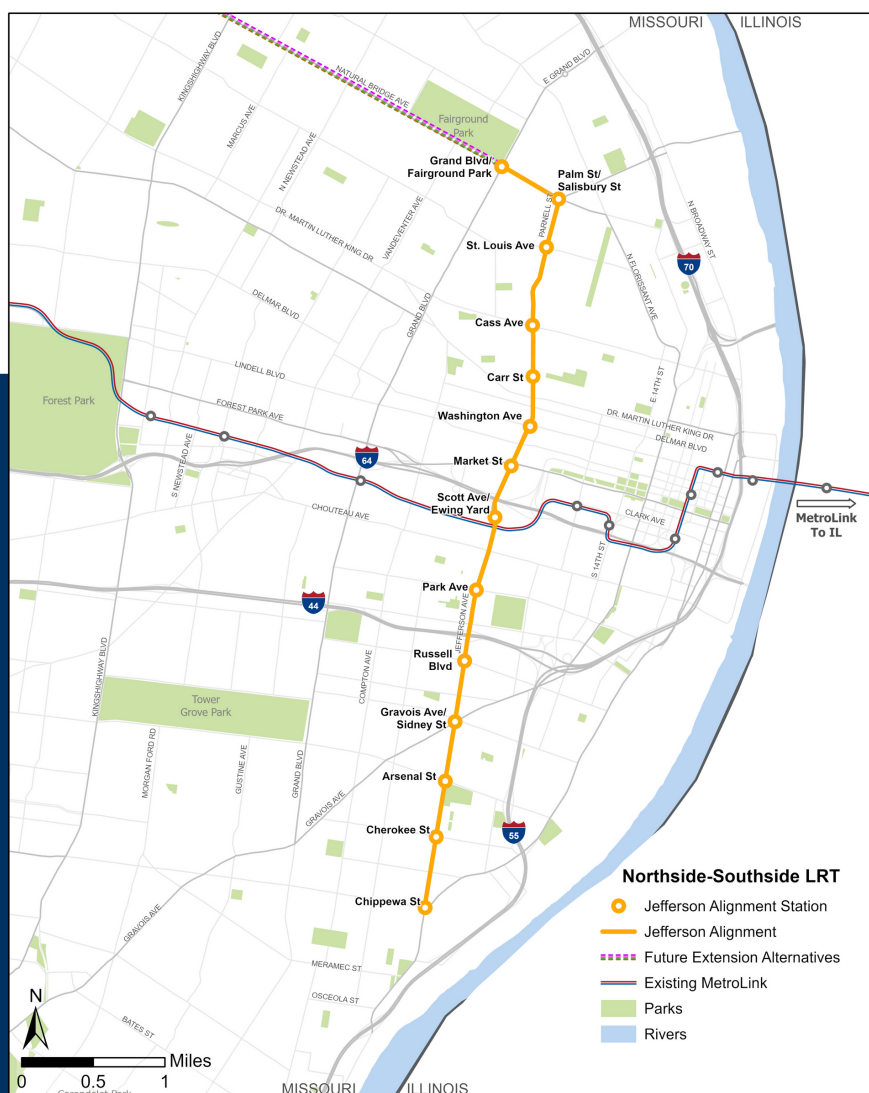 MISSOURI
ILLINOIS
KINGSHIGHWAY BLVD
NATURAL BRIDGE AVE
E GRAND BLVD
MARCUS AVE
N NEWSTEAD AVE
Fairground
Park
Grand Blvd/
Fairground Park
Palm St/
Salisbury St
PARNELL ST
VANDEVENTER AVE
DR. MARTIN LUTHER KING DR
St. Louis Ave
N BROADWAY ST
70
N FLORISSANT AVE
DELMAR BLVD
GRAND BLVD
Cass Ave
LINDELL BLVD
Carr St
E 14TH ST
Forest Park
FOREST PARK AVE
Washington Ave
DR. MARTIN LUTHER KING DR
DELMAR BLVD
S NEWSTEAD AVE
64
Market St
Scott Ave/
Ewing Yard
CHOUTEAU AVE
CLARK AVE
MetroLink
To IL
S 14TH ST
Park Ave
44
JEFFERSON AVE
KINGSHIGHWAY BLVD
COMPTON AVE
Russell
Blvd
Tower
Grove Park
Gravois Ave/
Sidney St
MORGAN FORD RD
GUSTINE AVE
GRAND BLVD
GRAVOIS AVE
Arsenal St
Cherokee St
55
Chippewa St
GRAVOIS AVE
MERAMEC ST
OSCEOLA ST
BATES ST
Northside-Southside LRT
Jefferson Alignment Station
Jefferson Alignment
Future Extension Alternatives
Existing MetroLink
Parks
Rivers
N
Miles
0 0.5 1
Carondelet Park
MISSOURI
ILLINOIS